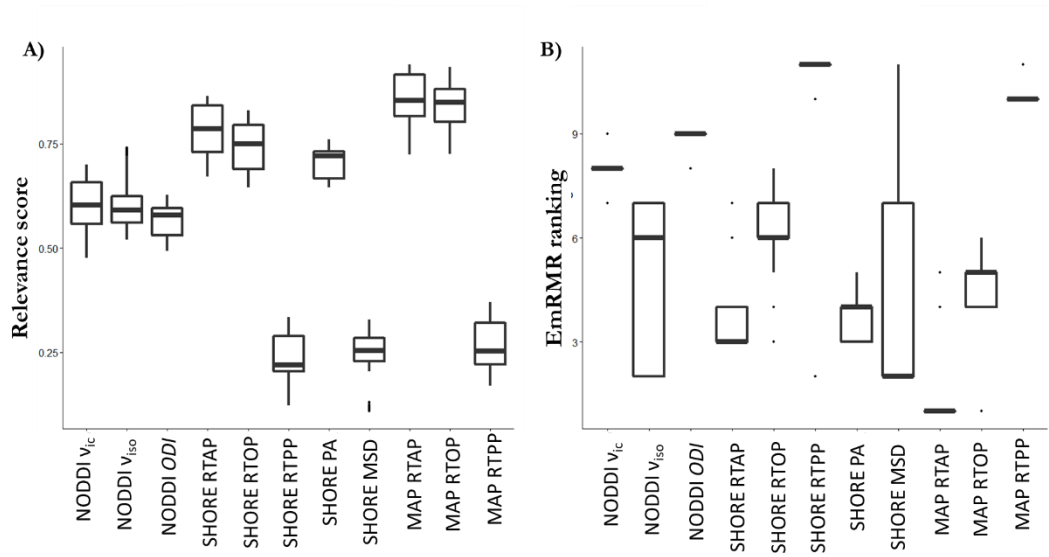 A)
Relevance score
0.75
0.50
0.25
NODDI vic
NODDI viso
NODDI ODI
SHORE RTAP
SHORE RTOP
SHORE RTPP
SHORE PA
SHORE MSD
MAP RTAP
MAP RTOP
MAP RTPP
B)
EmRMR ranking
9
6
3
NODDI vic
NODDI viso
NODDI ODI
SHORE RTAP
SHORE RTOP
SHORE RTPP
SHORE PA
SHORE MSD
MAP RTAP
MAP RTOP
MAP RTPP